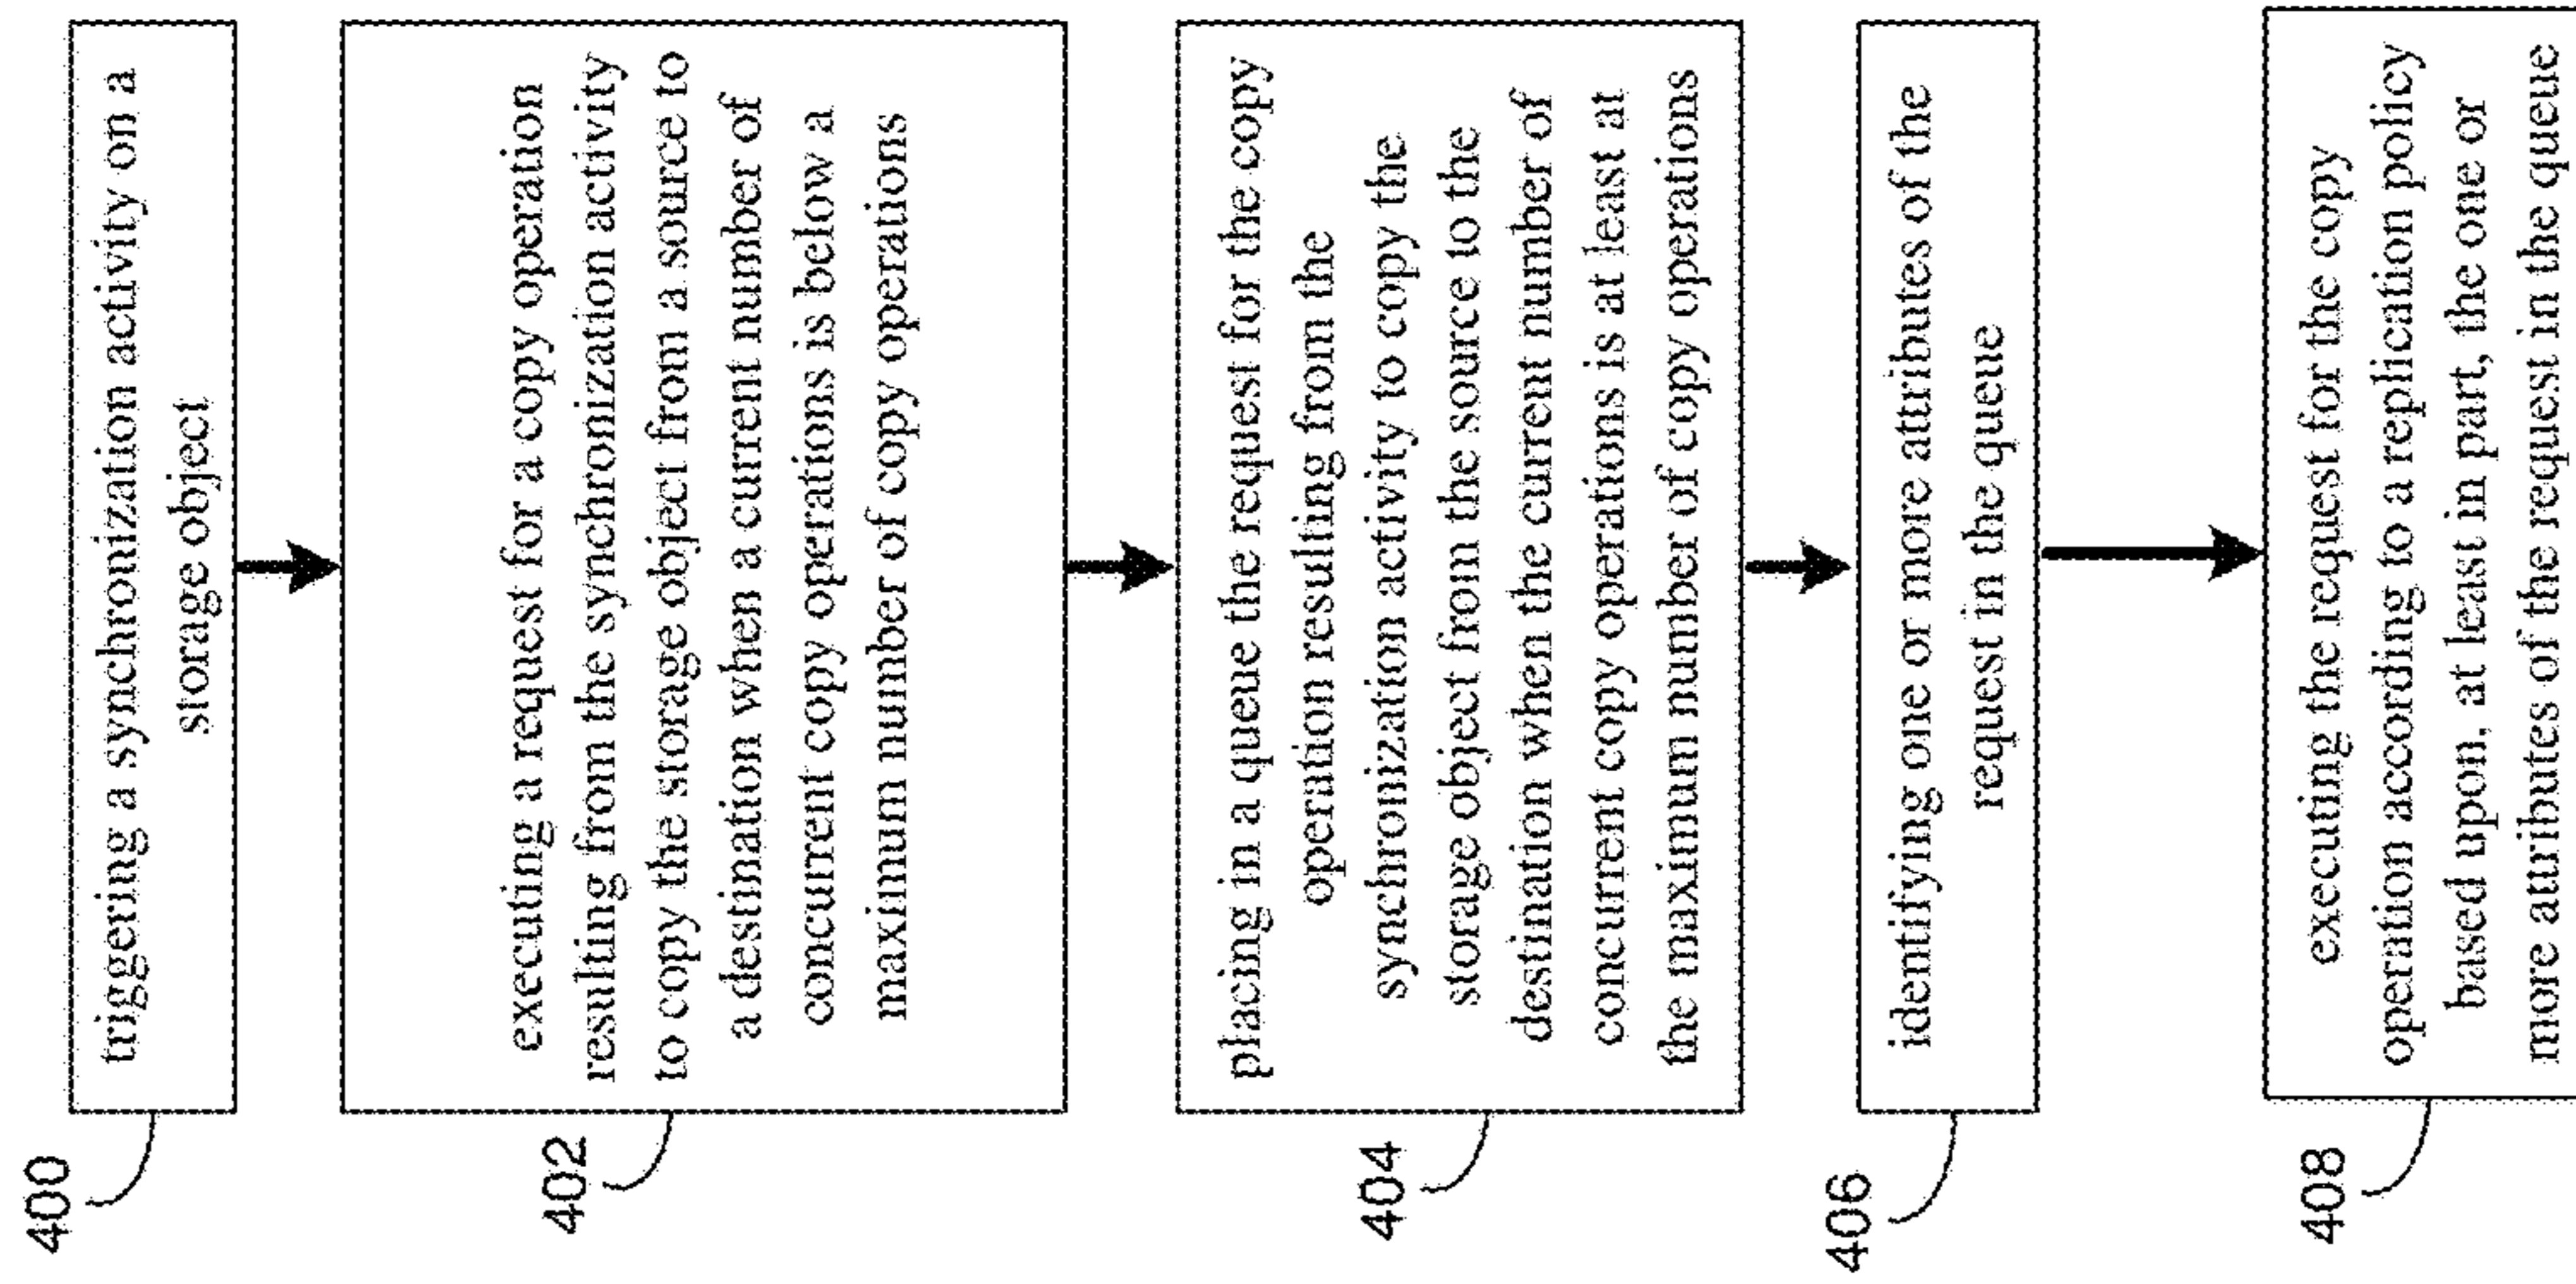 400
triggering a synchronization activity on a
storage object
402
executing a request for a copy operation
resulting from the synchronization activity
to copy the storage object from a source to
a destination when a current number of
concurrent copy operations is below a
maximum number of copy operations
404
placing in a queue the request for the copy
operation resulting from the
synchronization activity to copy the
storage object from the source to the
destination when the current number of
concurrent copy operations is at least at
the maximum number of copy operations
406
identifying one or more attributes of the
request in the queue
408
executing the request for the copy
operation according to a replication policy
based upon, at least in part, the one or
more attributes of the request in the queue